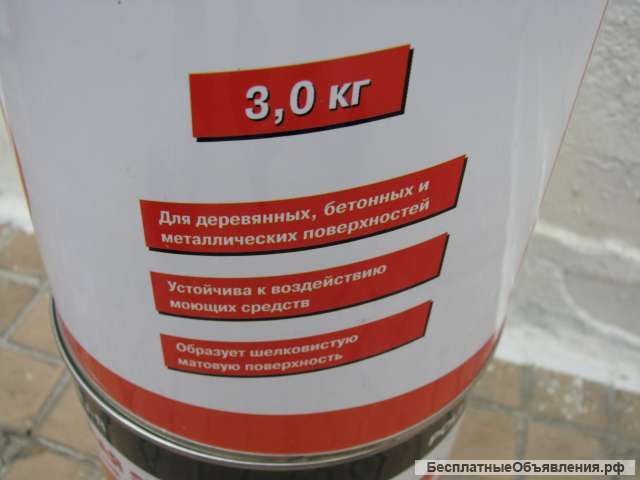 3,0 кг
Для деревянных, бетонных и
металлических поверхностей
Устойчива к воздействию
моющих средств
Образует шелковистую
матовую поверхность
БесплатныеОбъявления.рф